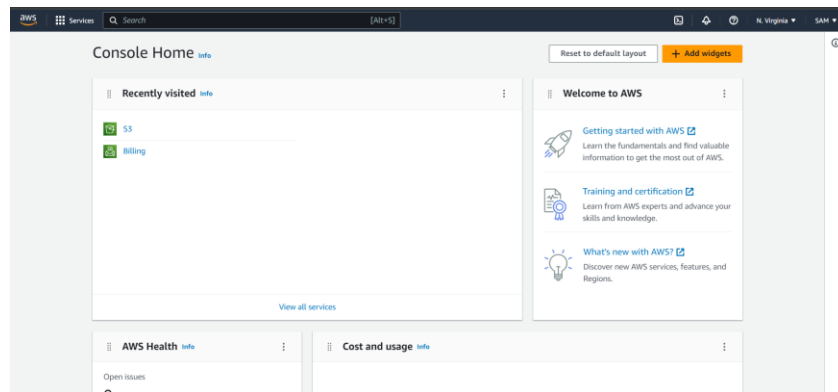 aws Services Search [Alt+S] N. Virginia SAM
Console Home Info Reset to default layout + Add widgets
Recently visited Info
S3
Billing
View all services
Welcome to AWS
Getting started with AWS
Learn the fundamentals and find valuable
information to get the most out of AWS.
Training and certification
Learn from AWS experts and advance your
skills and knowledge.
What's new with AWS?
Discover new AWS services, features, and
Regions.
AWS Health Info
Open issues
Cost and usage Info